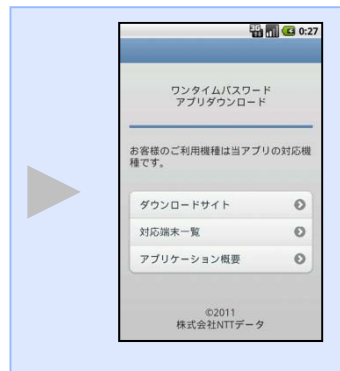 0:27
ワンタイムパスワード
アプリダウンロード
お客様のご利用機種は当アプリの対応機
種です。
ダウンロードサイト
対応端末一覧
アプリケーション概要
©2011
株式会社NTTデータ